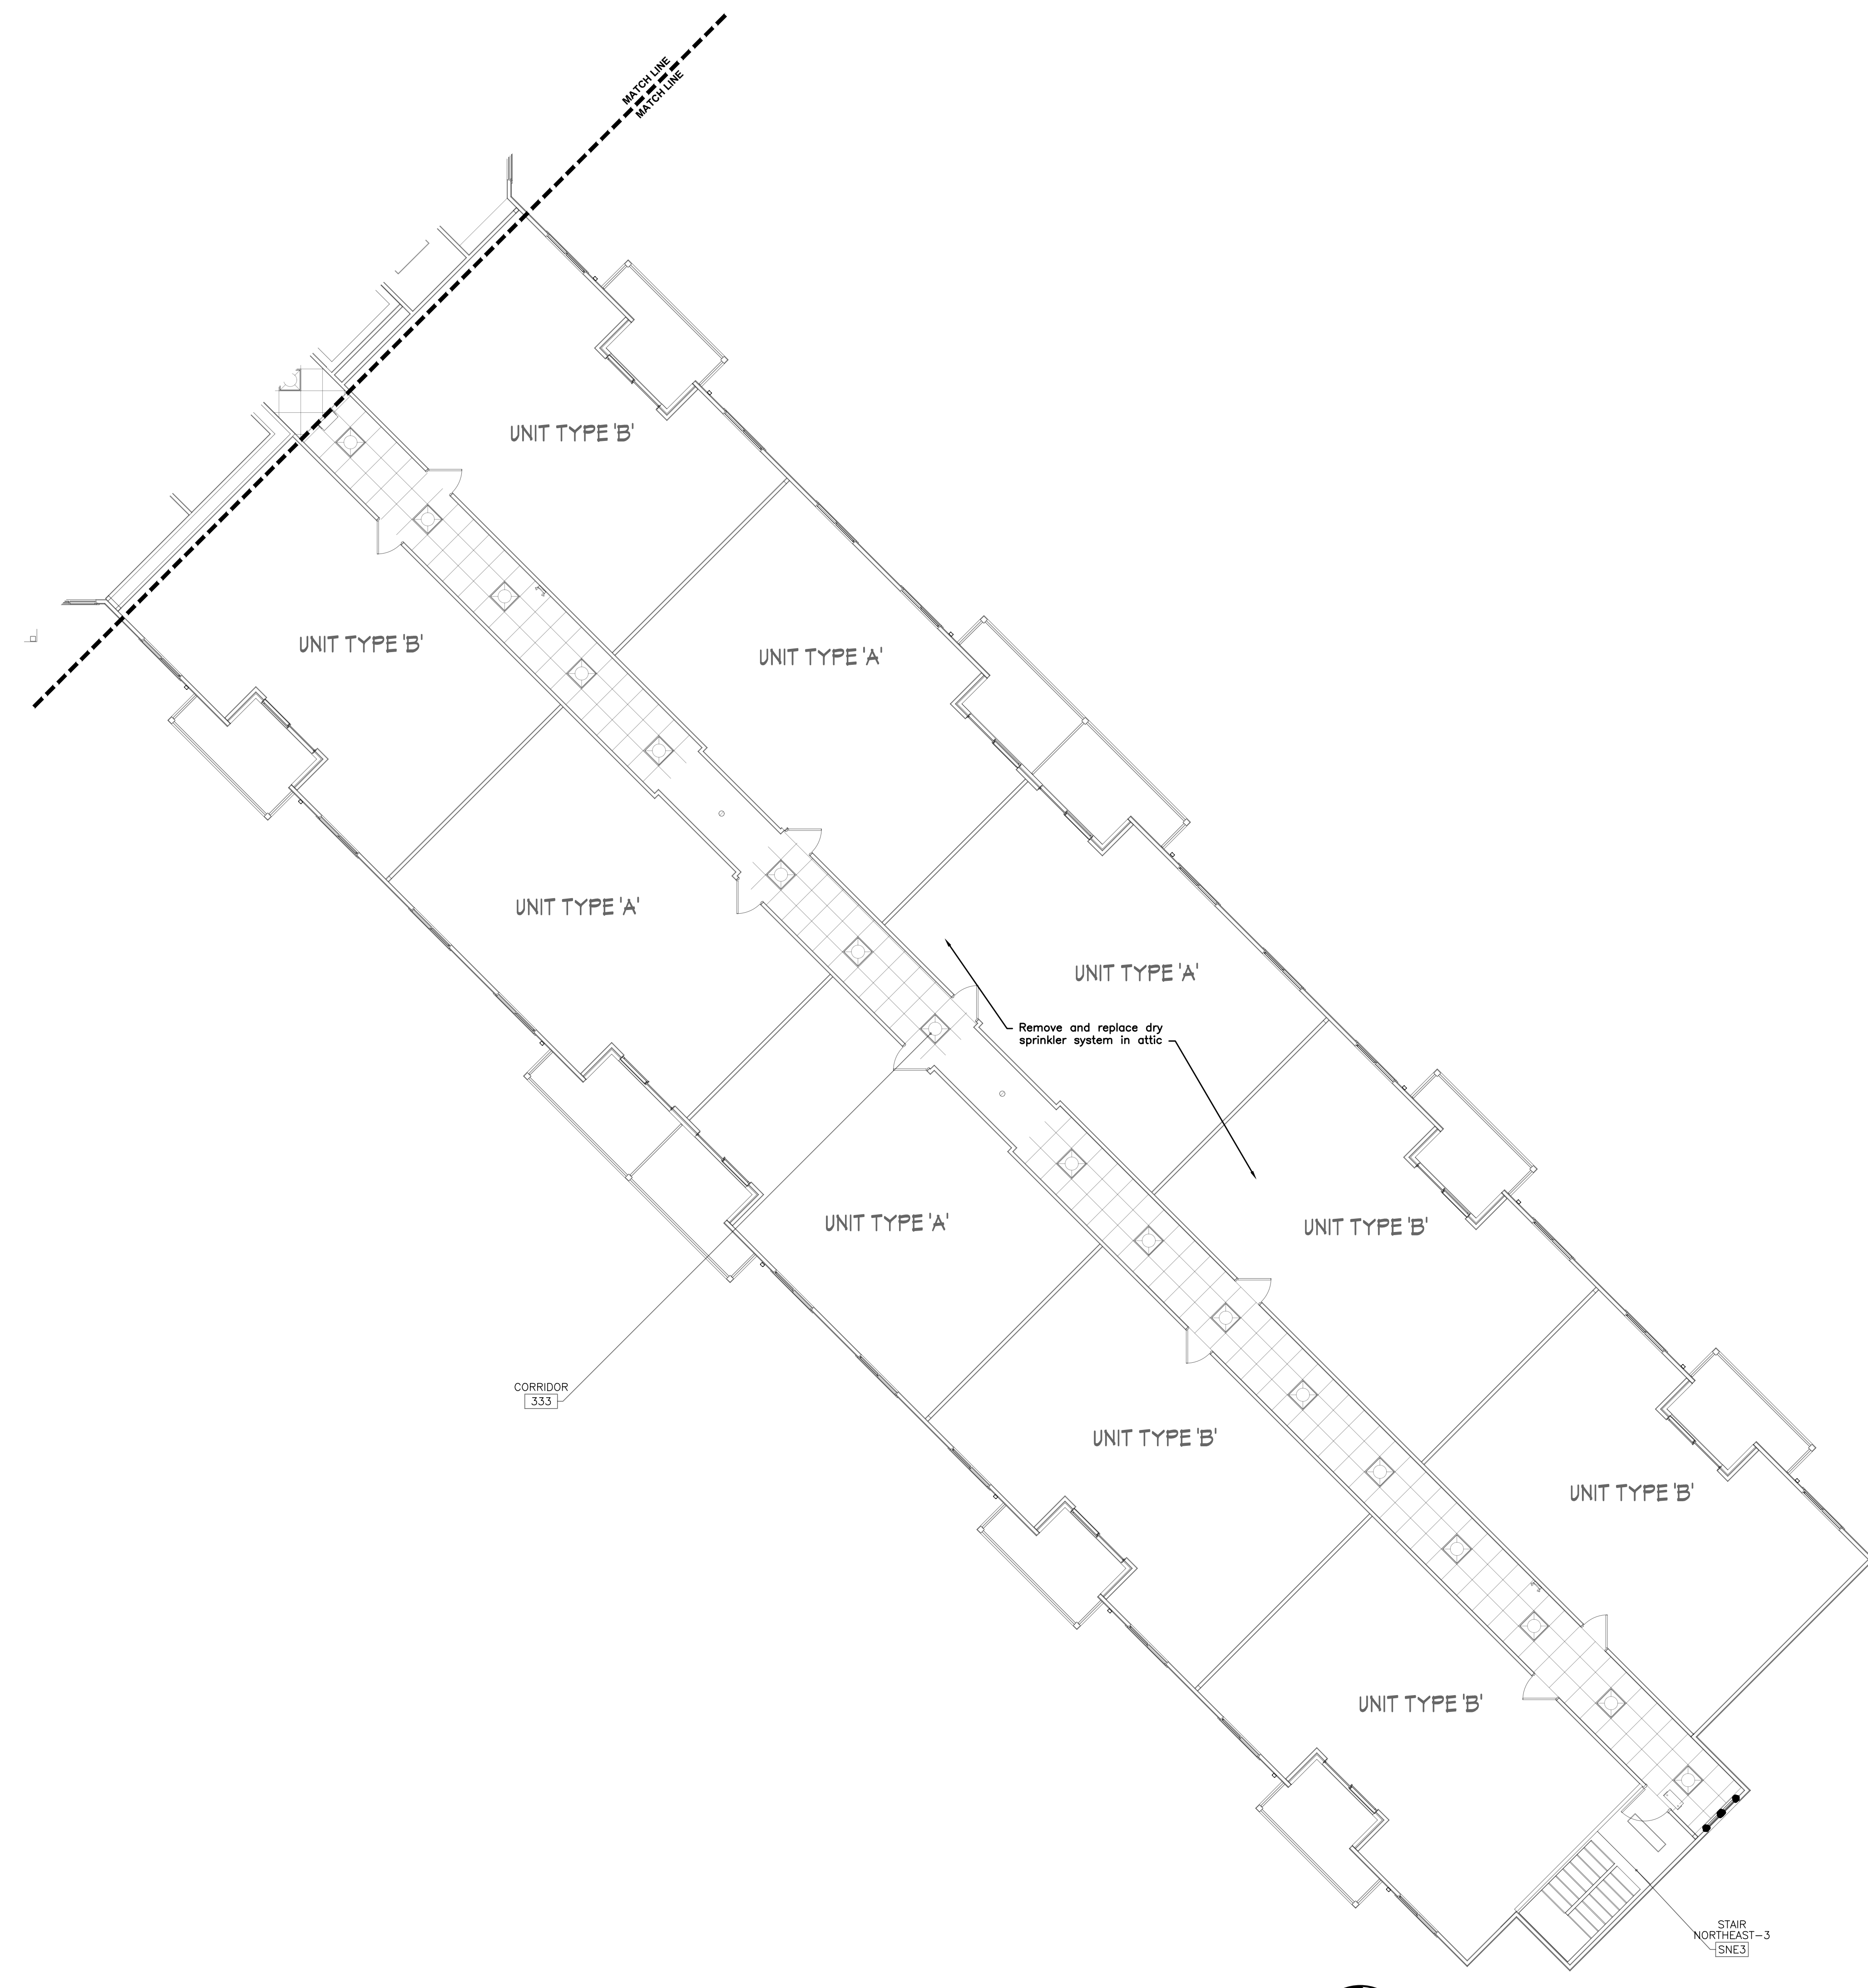 MATCH LINE
MATCH LINE
UNIT TYPE 'B'
UNIT TYPE 'B'
UNIT TYPE 'A'
UNIT TYPE 'A'
UNIT TYPE 'A'
Remove and replace dry
sprinkler system in attic
UNIT TYPE 'A'
UNIT TYPE 'B'
CORRIDOR
333
UNIT TYPE 'B'
UNIT TYPE 'B'
UNIT TYPE 'B'
STAIR
NORTHEAST-3
SNE3